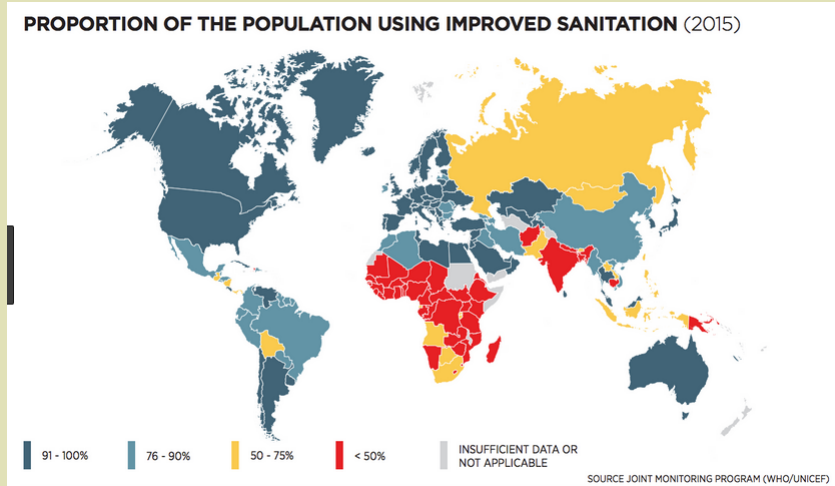 PROPORTION OF THE POPULATION USING IMPROVED SANITATION (2015)
91 - 100%
76 - 90%
50 - 75%
< 50%
INSUFFICIENT DATA OR
NOT APPLICABLE
SOURCE JOINT MONITORING PROGRAM (WHO/UNICEF)